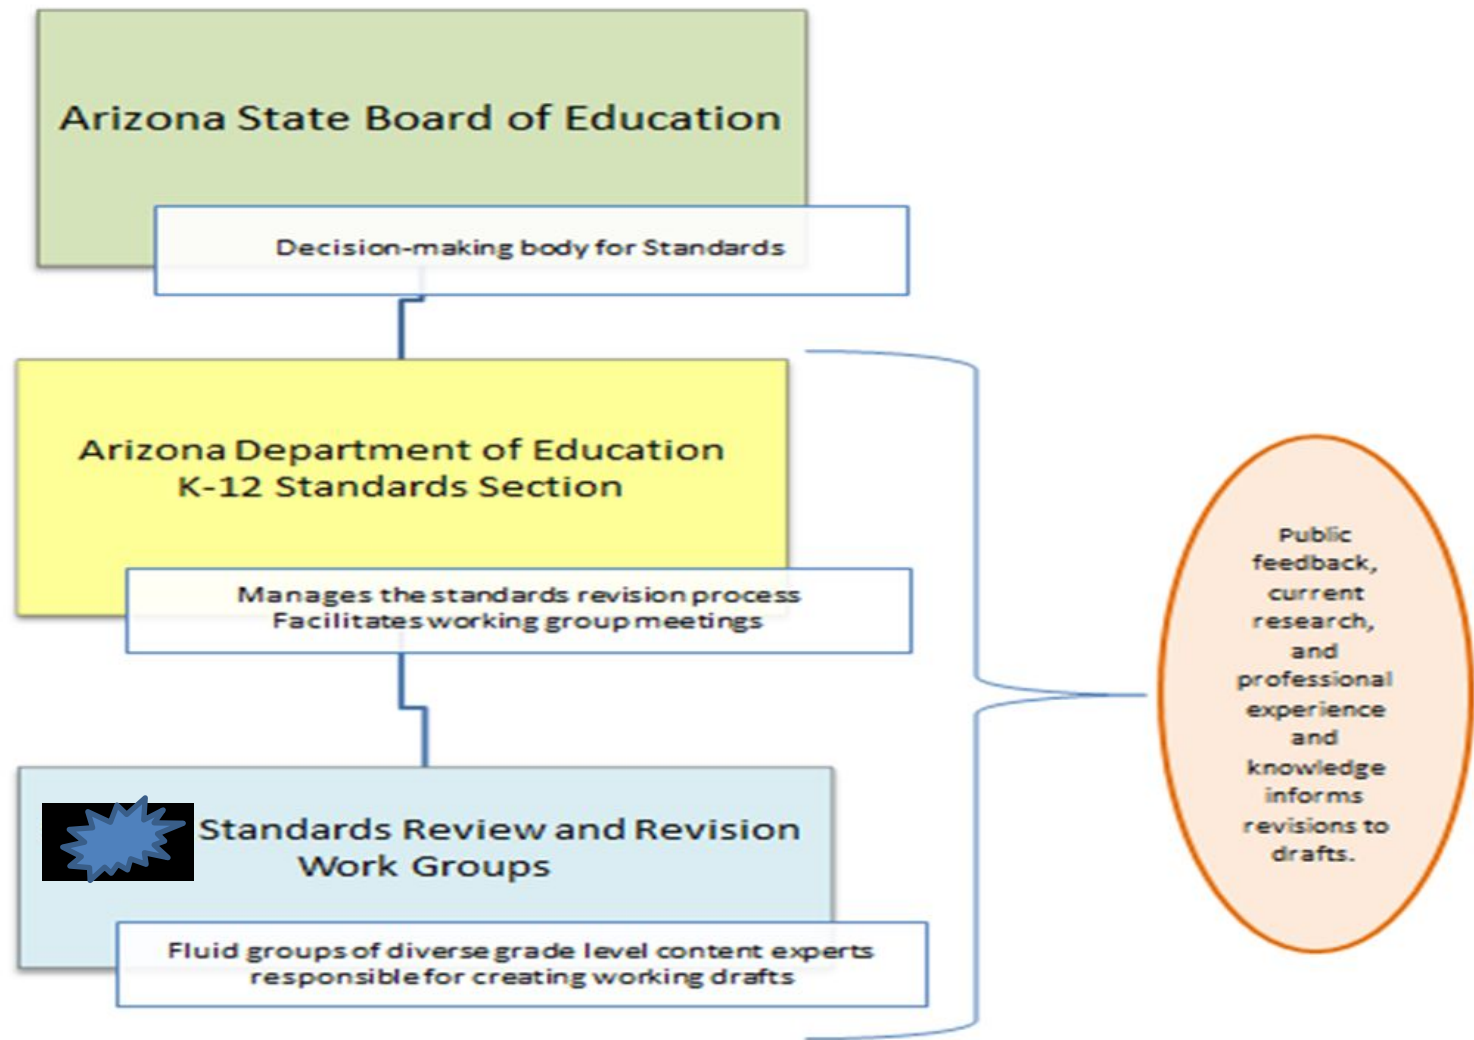 Arizona State Board of Education
Decision-making body for Standards
Arizona Department of Education
K-12 Standards Section
Manages the standards revision process
Facilitates working group meetings
Standards Review and Revision
Work Groups
Fluid groups of diverse grade level content experts
responsible for creating working drafts
Public
feedback,
current
research,
and
professional
experience
and
knowledge
informs
revisions to
drafts.